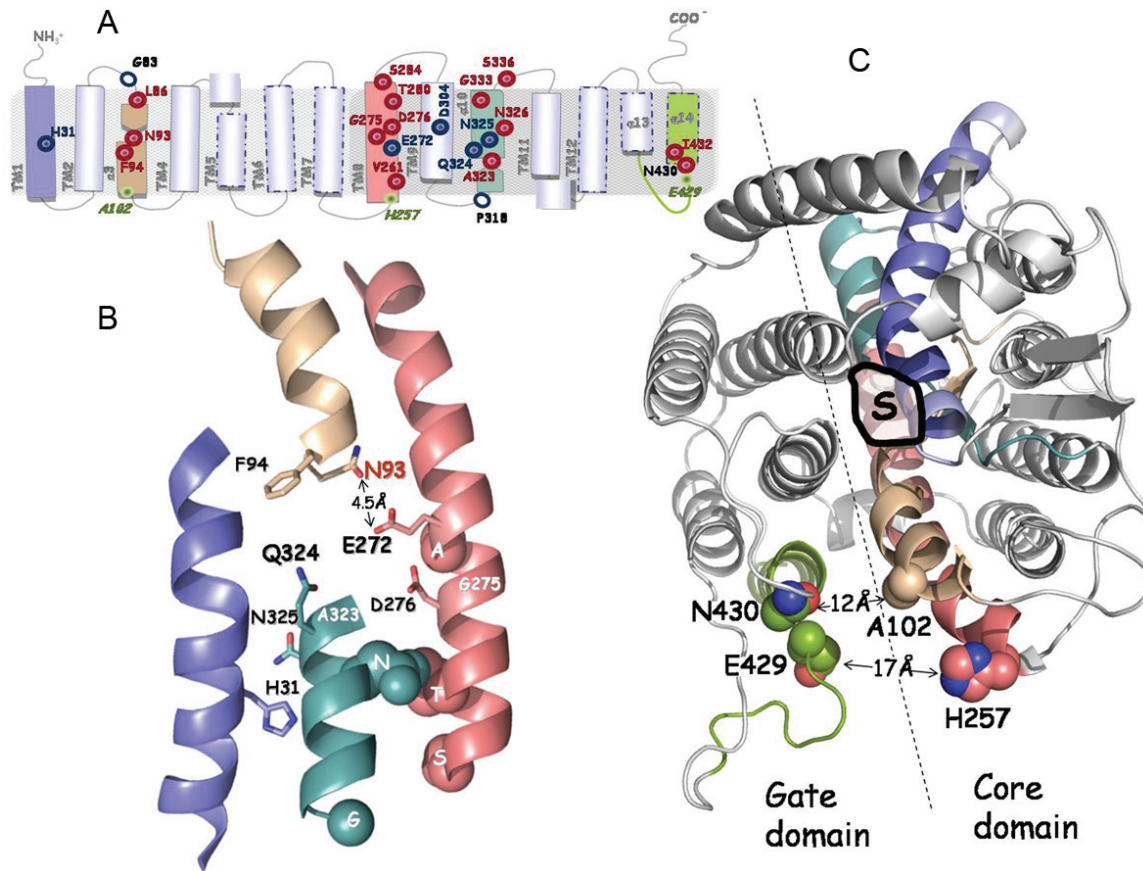 A
NH₃⁺
COO⁻
G83
L86
H31
N93
F94
A102
TM1
TM2
α3
TM4
TM5
TM6
TM7
TM8
TM9
α10
TM11
TM12
α13
α14
S284
T280
G275
D276
E272
V261
H257
D304
S336
G333
N326
N325
Q324
A323
P318
I432
N430
E429
B
F94
N93
4.5Å
E272
A
Q324
G275
D276
N325
A323
N
H31
T
S
G
C
S
N430
12Å
A102
E429
17Å
H257
Gate
domain
Core
domain